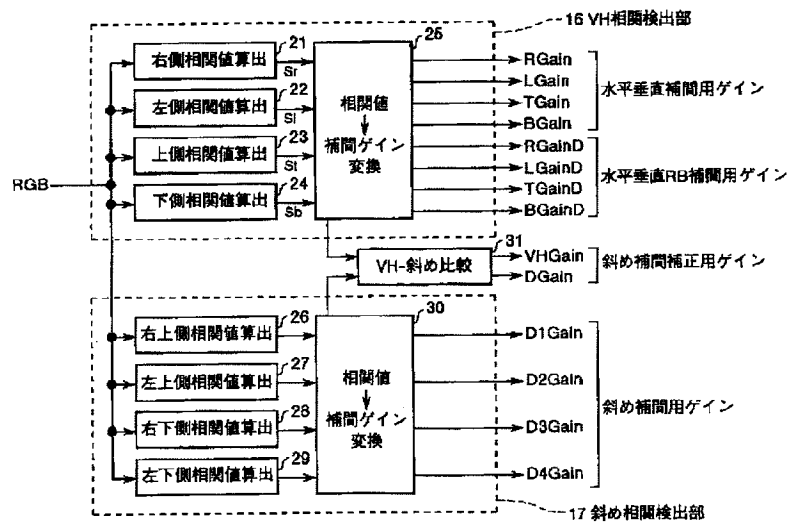 16 VH相関検出部
右側相関値算出
21
Sr
左側相関値算出
22
Sl
上側相関値算出
23
St
下側相関値算出
24
Sb
RGB
25
相関値
補間ゲイン
変換
RGain
LGain
TGain
BGain
水平垂直補間用ゲイン
RGainD
LGainD
TGainD
BGainD
水平垂直RB補間用ゲイン
31
VH-斜め比較
VHGain
DGain
斜め補間補正用ゲイン
右上側相関値算出
26
左上側相関値算出
27
右下側相関値算出
28
左下側相関値算出
29
30
相関値
補間ゲイン
変換
D1Gain
D2Gain
D3Gain
D4Gain
斜め補間用ゲイン
17 斜め相関検出部